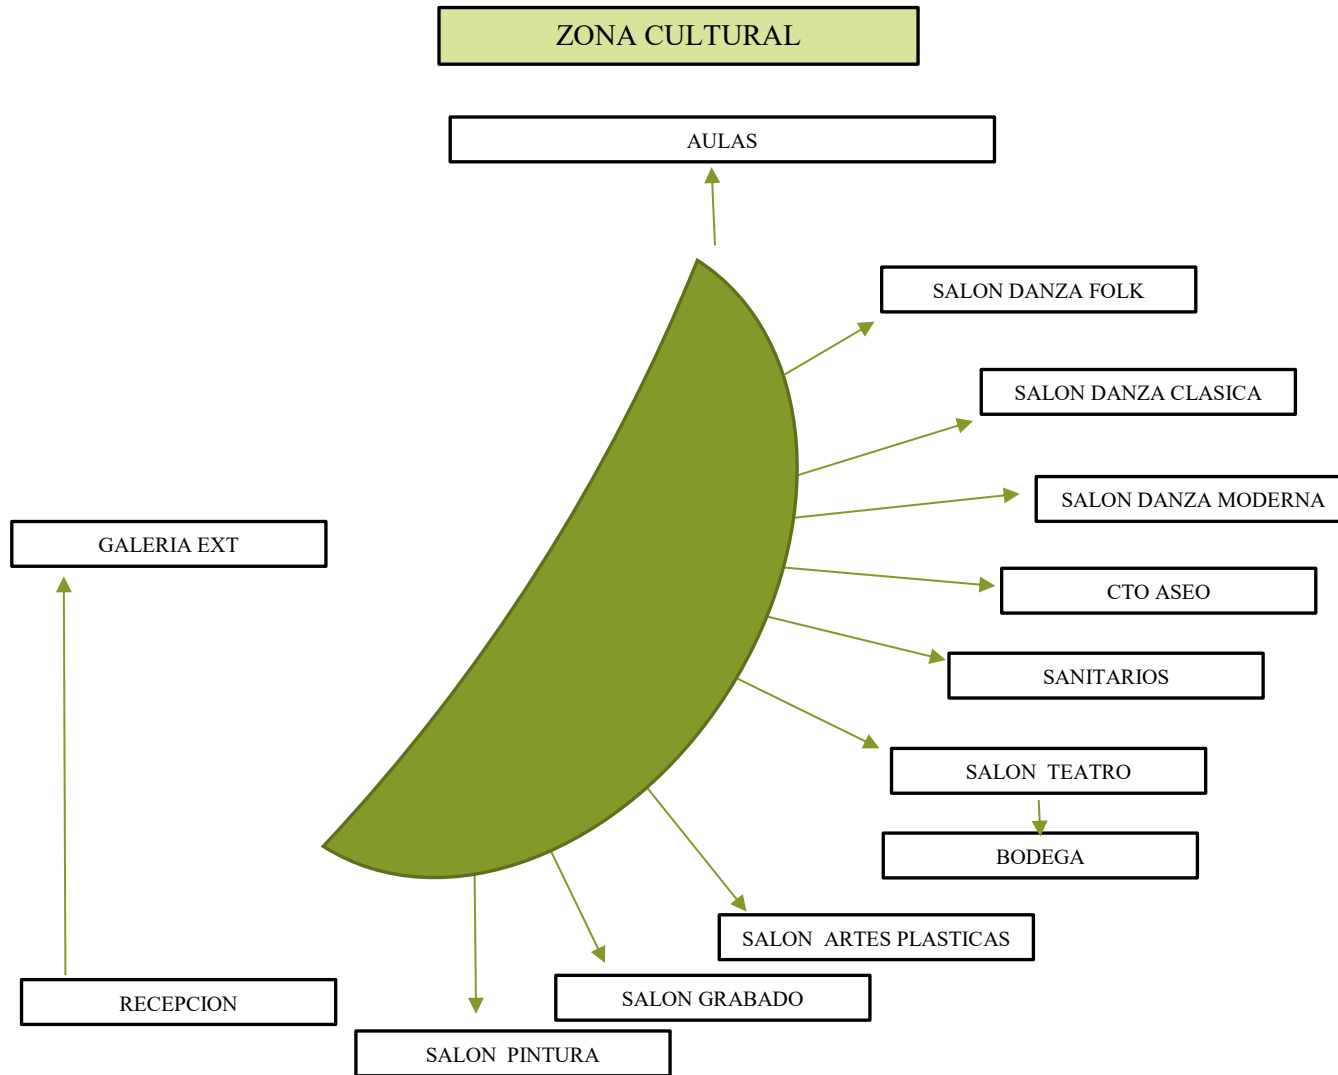 ZONA CULTURAL
AULAS
SALON DANZA FOLK
SALON DANZA CLASICA
SALON DANZA MODERNA
GALERIA EXT
CTO ASEO
SANITARIOS
SALON TEATRO
BODEGA
SALON ARTES PLASTICAS
SALON GRABADO
RECEPCION
SALON PINTURA